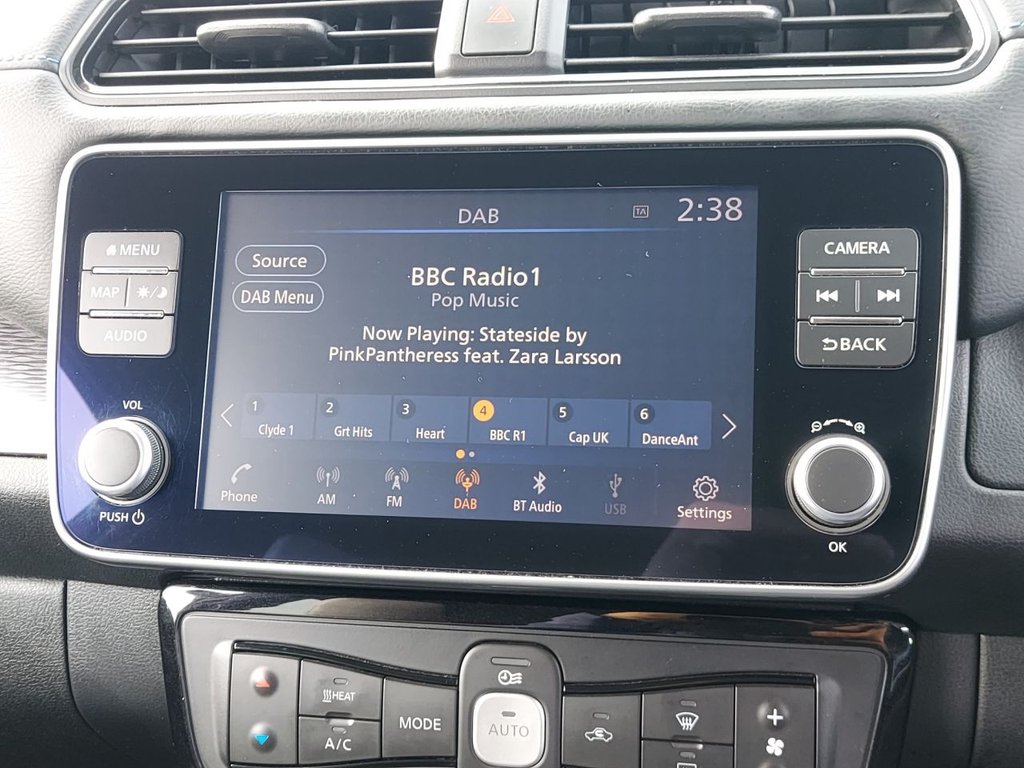 DAB
TA
2:38
MENU
MAP
AUDIO
Source
DAB Menu
BBC Radio1
Pop Music
Now Playing: Stateside by
PinkPantheress feat. Zara Larsson
CAMERA
BACK
VOL
PUSH
1 Clyde 1
2 Grt Hits
3 Heart
4 BBC R1
5 Cap UK
6 DanceAnt
Phone
AM
FM
DAB
BT Audio
USB
Settings
OK
HEAT
A/C
MODE
AUTO